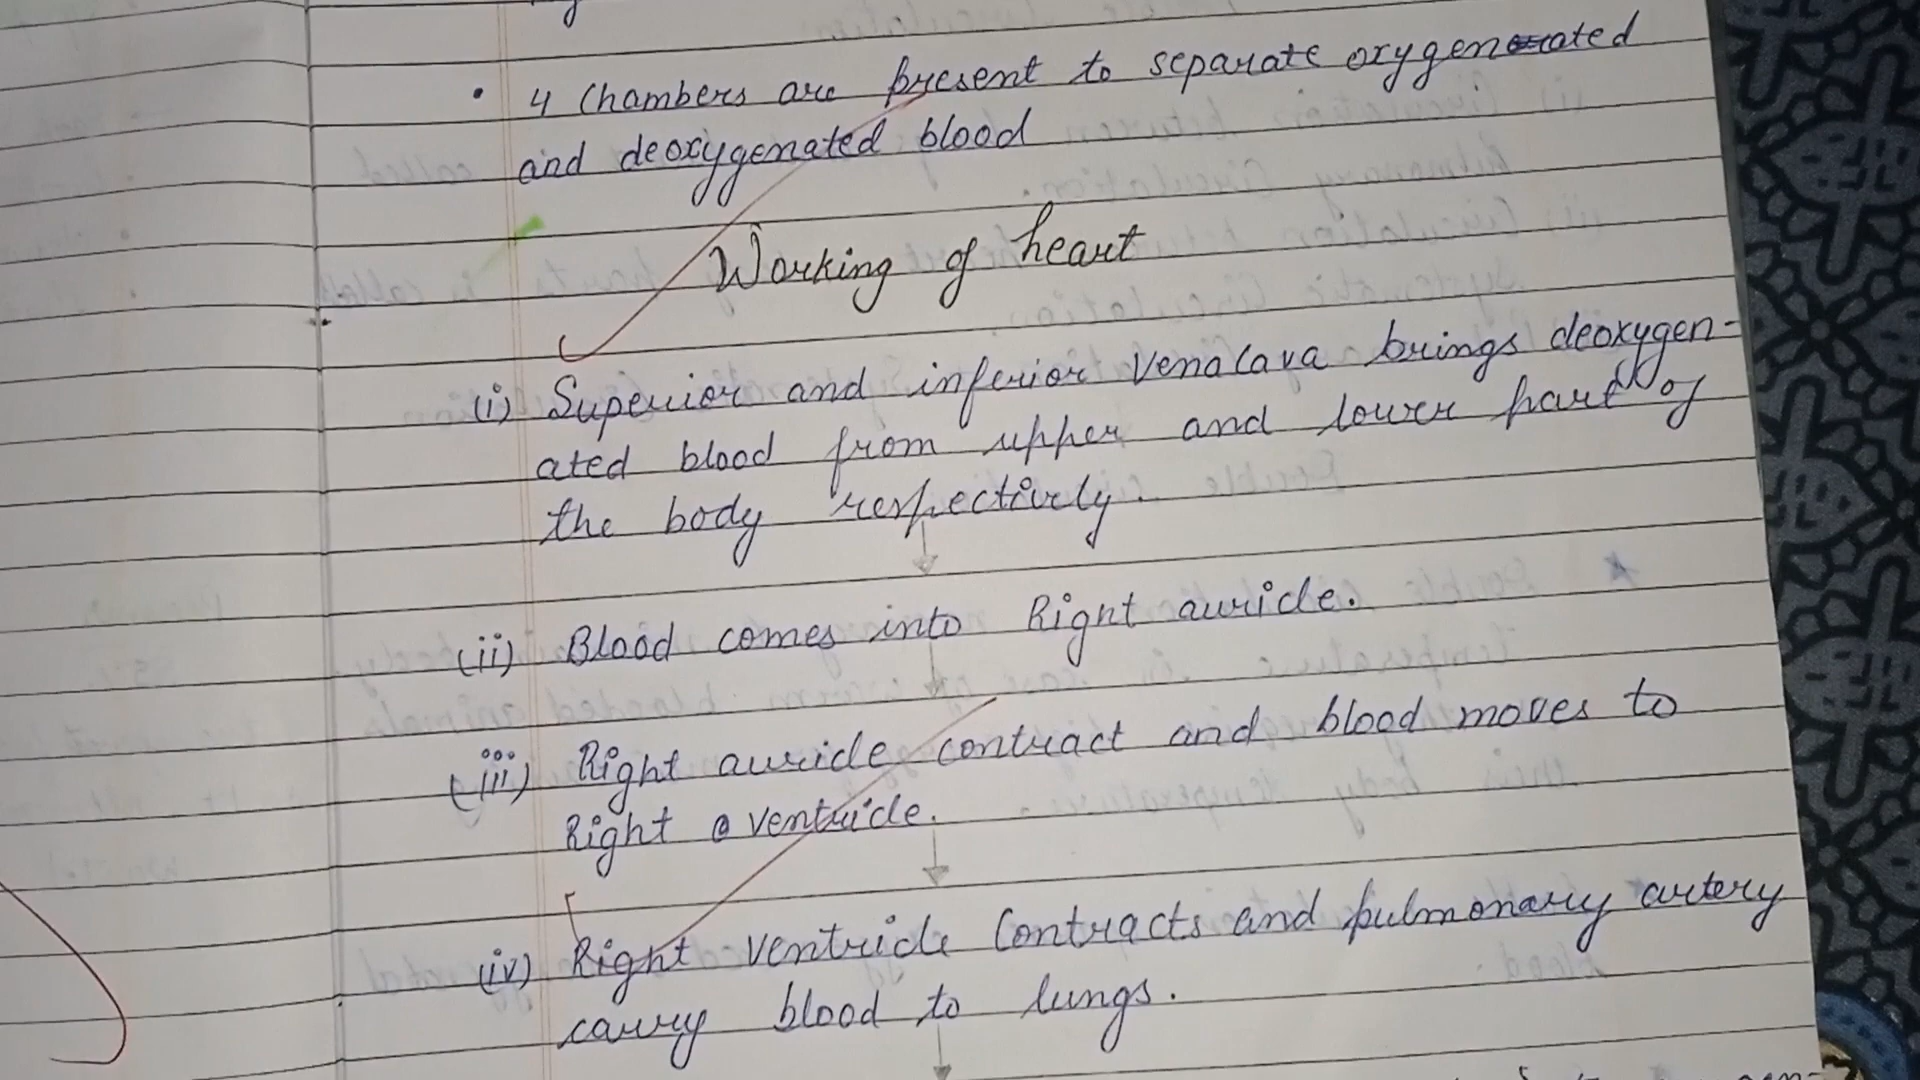 • 4 Chambers are present to separate oxygenated
and deoxygenated blood
Working of heart
(i) Superior and inferior Venacava brings deoxygen-
ated blood from upper and lower part of
the body respectively.
(ii) Blood comes into Right auricle.
(iii) Right auricle contract and blood moves to
Right ventricle.
(iv) Right ventricle Contracts and pulmonary artery
carry blood to lungs.